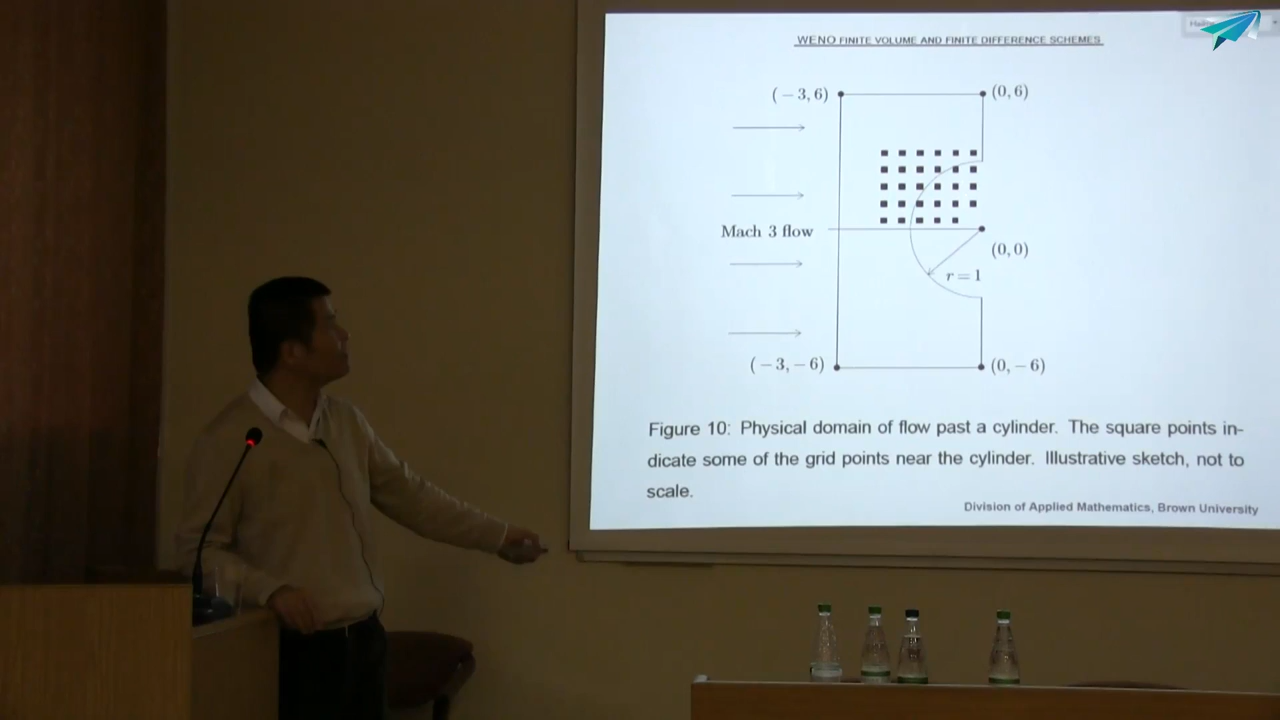 WENO FINITE VOLUME AND FINITE DIFFERENCE SCHEMES
(−3, 6)
(0, 6)
Mach 3 flow
(0, 0)
r = 1
(−3, −6)
(0, −6)
Figure 10: Physical domain of flow past a cylinder. The square points in-
dicate some of the grid points near the cylinder. Illustrative sketch, not to
scale.
Division of Applied Mathematics, Brown University